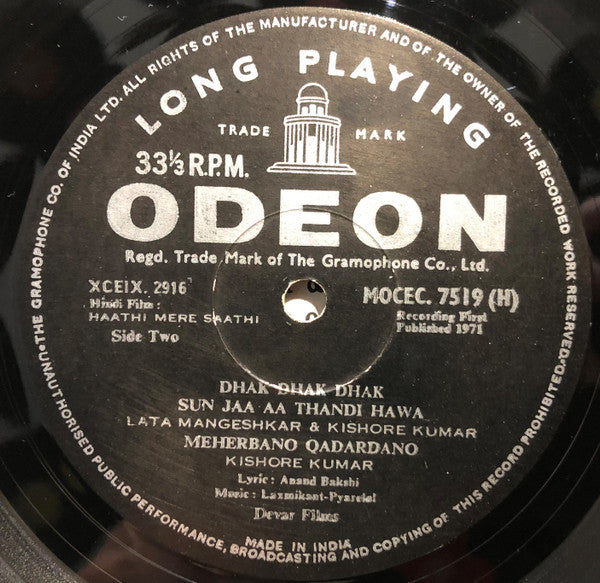 •THE GRAMOPHONE CO. OF INDIA LTD. ALL RIGHTS OF THE MANUFACTURER AND OF THE OWNER OF THE RECORDED WORK RESERVED•
UNAUTHORISED PUBLIC PERFORMANCE, BROADCASTING AND COPYING OF THIS RECORD PROHIBITED•
LONG PLAYING
TRADE MARK
33⅓ R.P.M.
ODEON
Regd. Trade Mark of The Gramophone Co., Ltd.
XCEIX. 2916
MOCEC. 7519 (H)
Hindi Film :
HAATHI MERE SAATHI
Side Two
Recording First
Published 1971
DHAK DHAK DHAK
SUN JAA AA THANDI HAWA
LATA MANGESHKAR & KISHORE KUMAR
MEHERBANO QADARDANO
KISHORE KUMAR
Lyric : Anand Bakshi
Music : Laxmikant-Pyarelal
Devar Films
MADE IN INDIA